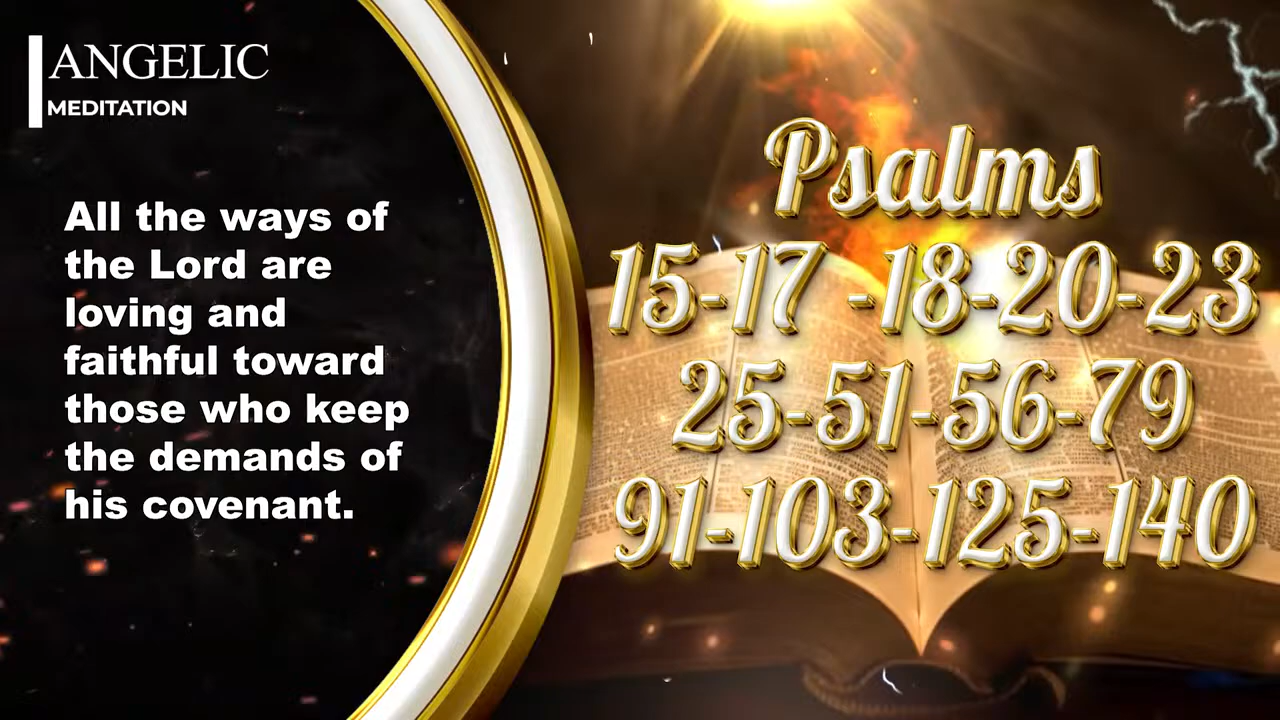 ANGELIC
MEDITATION
All the ways of
the Lord are
loving and
faithful toward
those who keep
the demands of
his covenant.
Psalms
15-17 -18-20-23
25-51-56-79
91-103-125-140